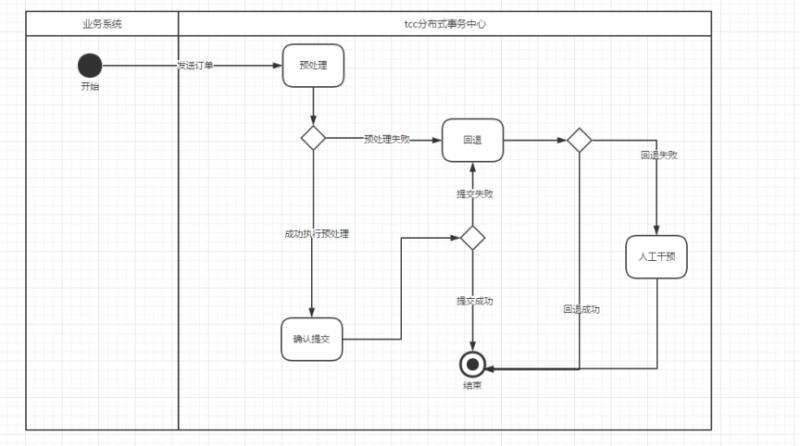 业务系统
tcc分布式事务中心
开始
发送订单
预处理
预处理失败
回退
回退失败
提交失败
成功执行预处理
人工干预
提交成功
回退成功
确认提交
结束